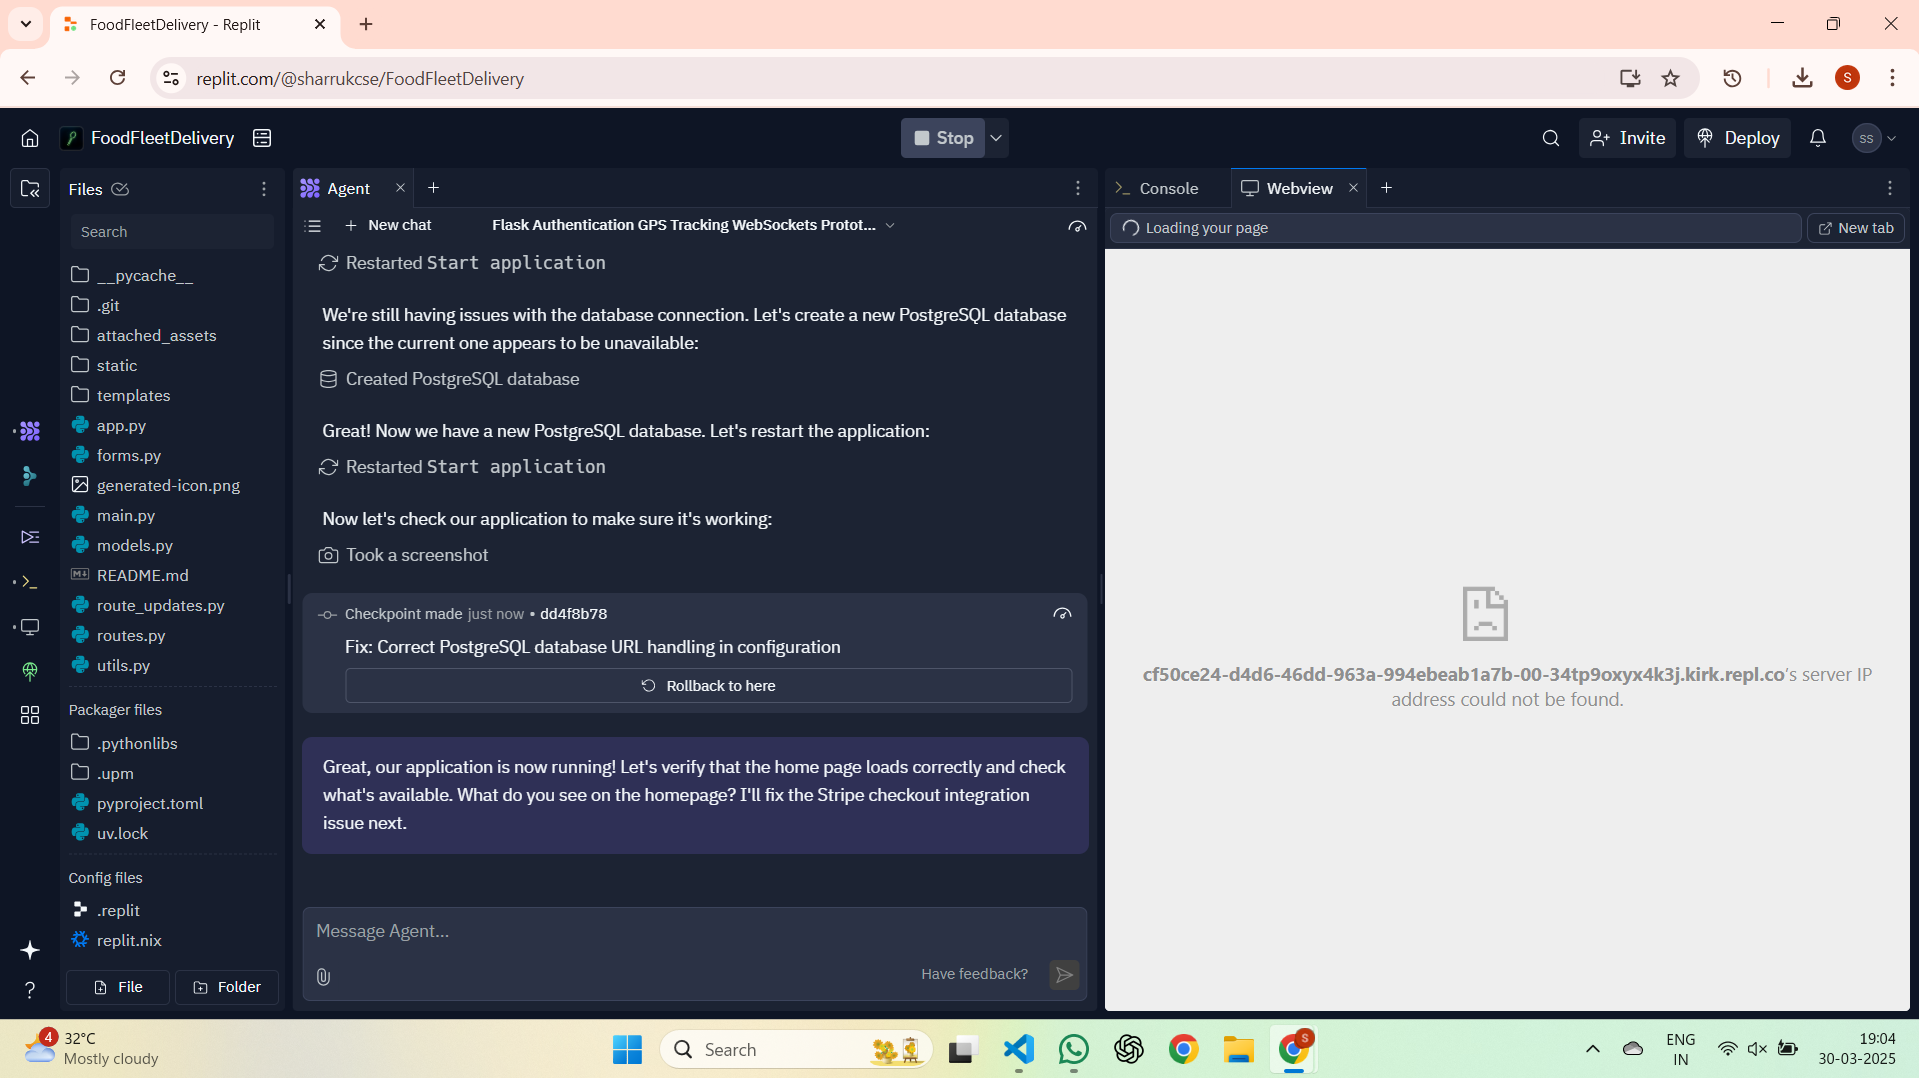 FoodFleetDelivery - Replit
replit.com/@sharrukcse/FoodFleetDelivery
S
FoodFleetDelivery
Stop
Invite
Deploy
ss
Files
Search
__pycache__
.git
attached_assets
static
templates
app.py
forms.py
generated-icon.png
main.py
models.py
README.md
route_updates.py
routes.py
utils.py
Packager files
.pythonlibs
.upm
pyproject.toml
uv.lock
Config files
.replit
replit.nix
File
Folder
Agent
New chat
Flask Authentication GPS Tracking WebSockets Protot...
Restarted Start application
We're still having issues with the database connection. Let's create a new PostgreSQL database
since the current one appears to be unavailable:
Created PostgreSQL database
Great! Now we have a new PostgreSQL database. Let's restart the application:
Restarted Start application
Now let's check our application to make sure it's working:
Took a screenshot
Checkpoint made just now • dd4f8b78
Fix: Correct PostgreSQL database URL handling in configuration
Rollback to here
Great, our application is now running! Let's verify that the home page loads correctly and check
what's available. What do you see on the homepage? I'll fix the Stripe checkout integration
issue next.
Message Agent...
Have feedback?
Console
Webview
Loading your page
New tab
cf50ce24-d4d6-46dd-963a-994ebeab1a7b-00-34tp9oxyx4k3j.kirk.repl.co's server IP
address could not be found.
4
32°C
Mostly cloudy
Search
S
ENG
IN
19:04
30-03-2025